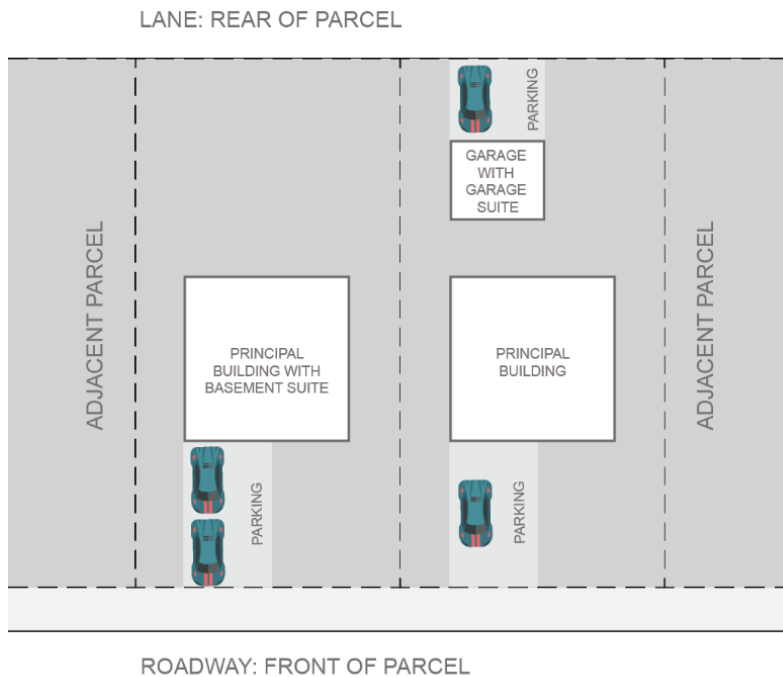 LANE: REAR OF PARCEL
PARKING
GARAGE
WITH
GARAGE
SUITE
ADJACENT PARCEL
ADJACENT PARCEL
PRINCIPAL
BUILDING WITH
BASEMENT SUITE
PRINCIPAL
BUILDING
PARKING
PARKING
ROADWAY: FRONT OF PARCEL